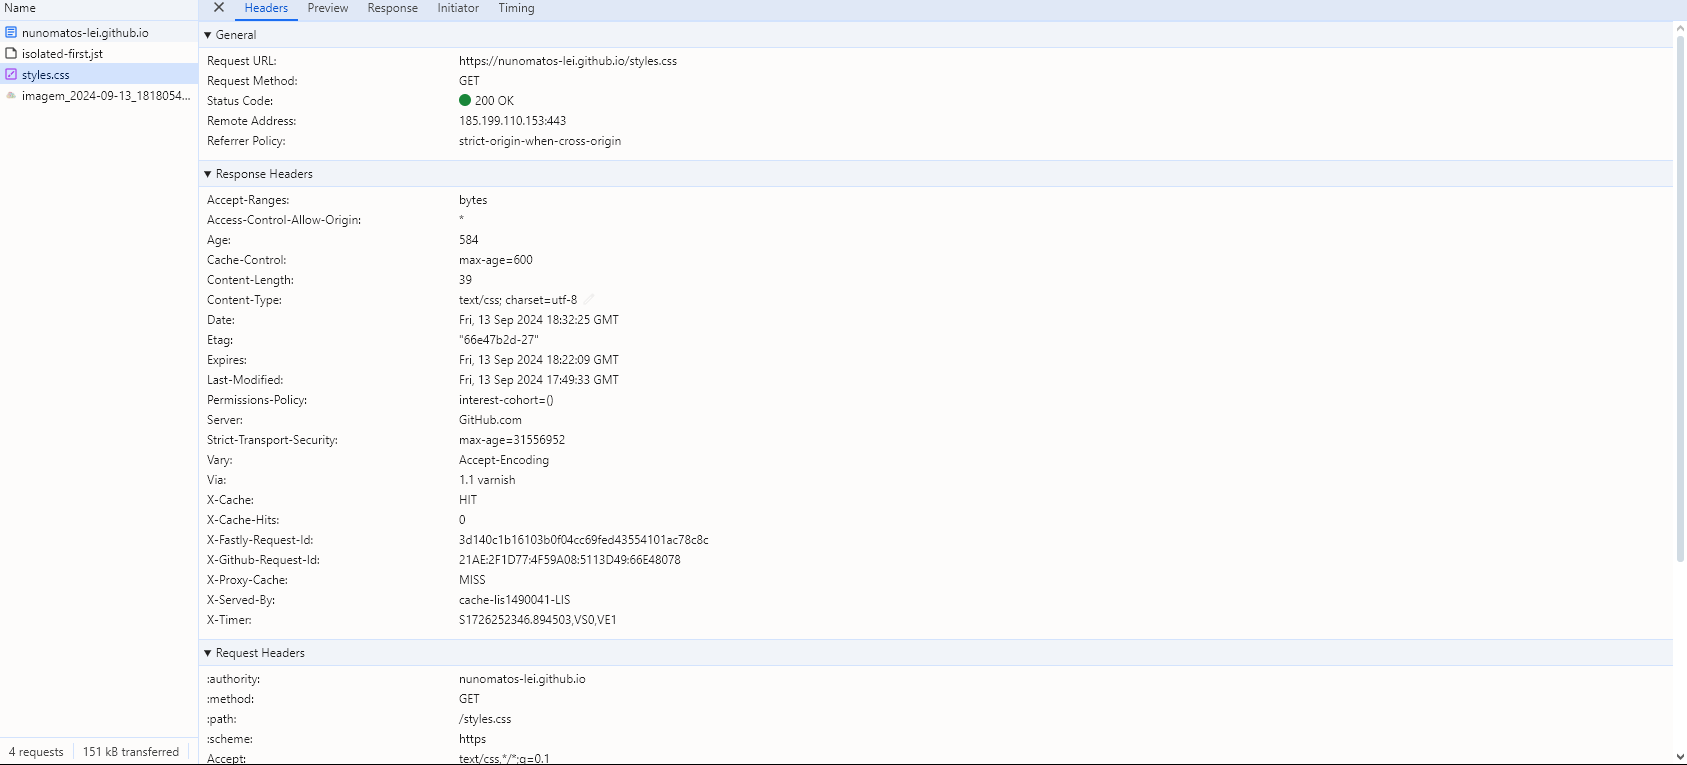 Name
Headers Preview Response Initiator Timing
nunomatos-lei.github.io
isolated-first.jst
styles.css
imagem_2024-09-13_1818054...
4 requests 151 kB transferred
General
Request URL: https://nunomatos-lei.github.io/styles.css
Request Method: GET
Status Code: 200 OK
Remote Address: 185.199.110.153:443
Referrer Policy: strict-origin-when-cross-origin
Response Headers
Accept-Ranges: bytes
Access-Control-Allow-Origin: *
Age: 584
Cache-Control: max-age=600
Content-Length: 39
Content-Type: text/css; charset=utf-8
Date: Fri, 13 Sep 2024 18:32:25 GMT
Etag: "66e47b2d-27"
Expires: Fri, 13 Sep 2024 18:22:09 GMT
Last-Modified: Fri, 13 Sep 2024 17:49:33 GMT
Permissions-Policy: interest-cohort=()
Server: GitHub.com
Strict-Transport-Security: max-age=31556952
Vary: Accept-Encoding
Via: 1.1 varnish
X-Cache: HIT
X-Cache-Hits: 0
X-Fastly-Request-Id: 3d140c1b16103b0f04cc69fed43554101ac78c8c
X-Github-Request-Id: 21AE:2F1D77:4F59A08:5113D49:66E48078
X-Proxy-Cache: MISS
X-Served-By: cache-lis1490041-LIS
X-Timer: S1726252346.894503,VS0,VE1
Request Headers
:authority: nunomatos-lei.github.io
:method: GET
:path: /styles.css
:scheme: https
Accept: text/css,*/*;q=0.1